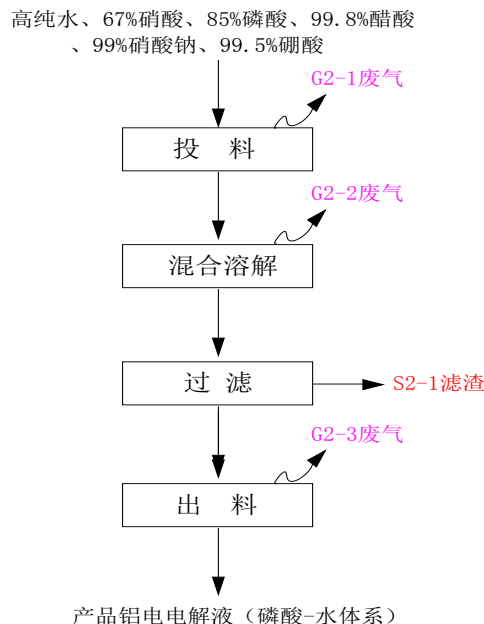 高纯水、67%硝酸、85%磷酸、99.8%醋酸
、99%硝酸钠、99.5%硼酸
G2-1废气
投 料
G2-2废气
混合溶解
过 滤
S2-1滤渣
G2-3废气
出 料
产品铝电电解液（磷酸-水体系）